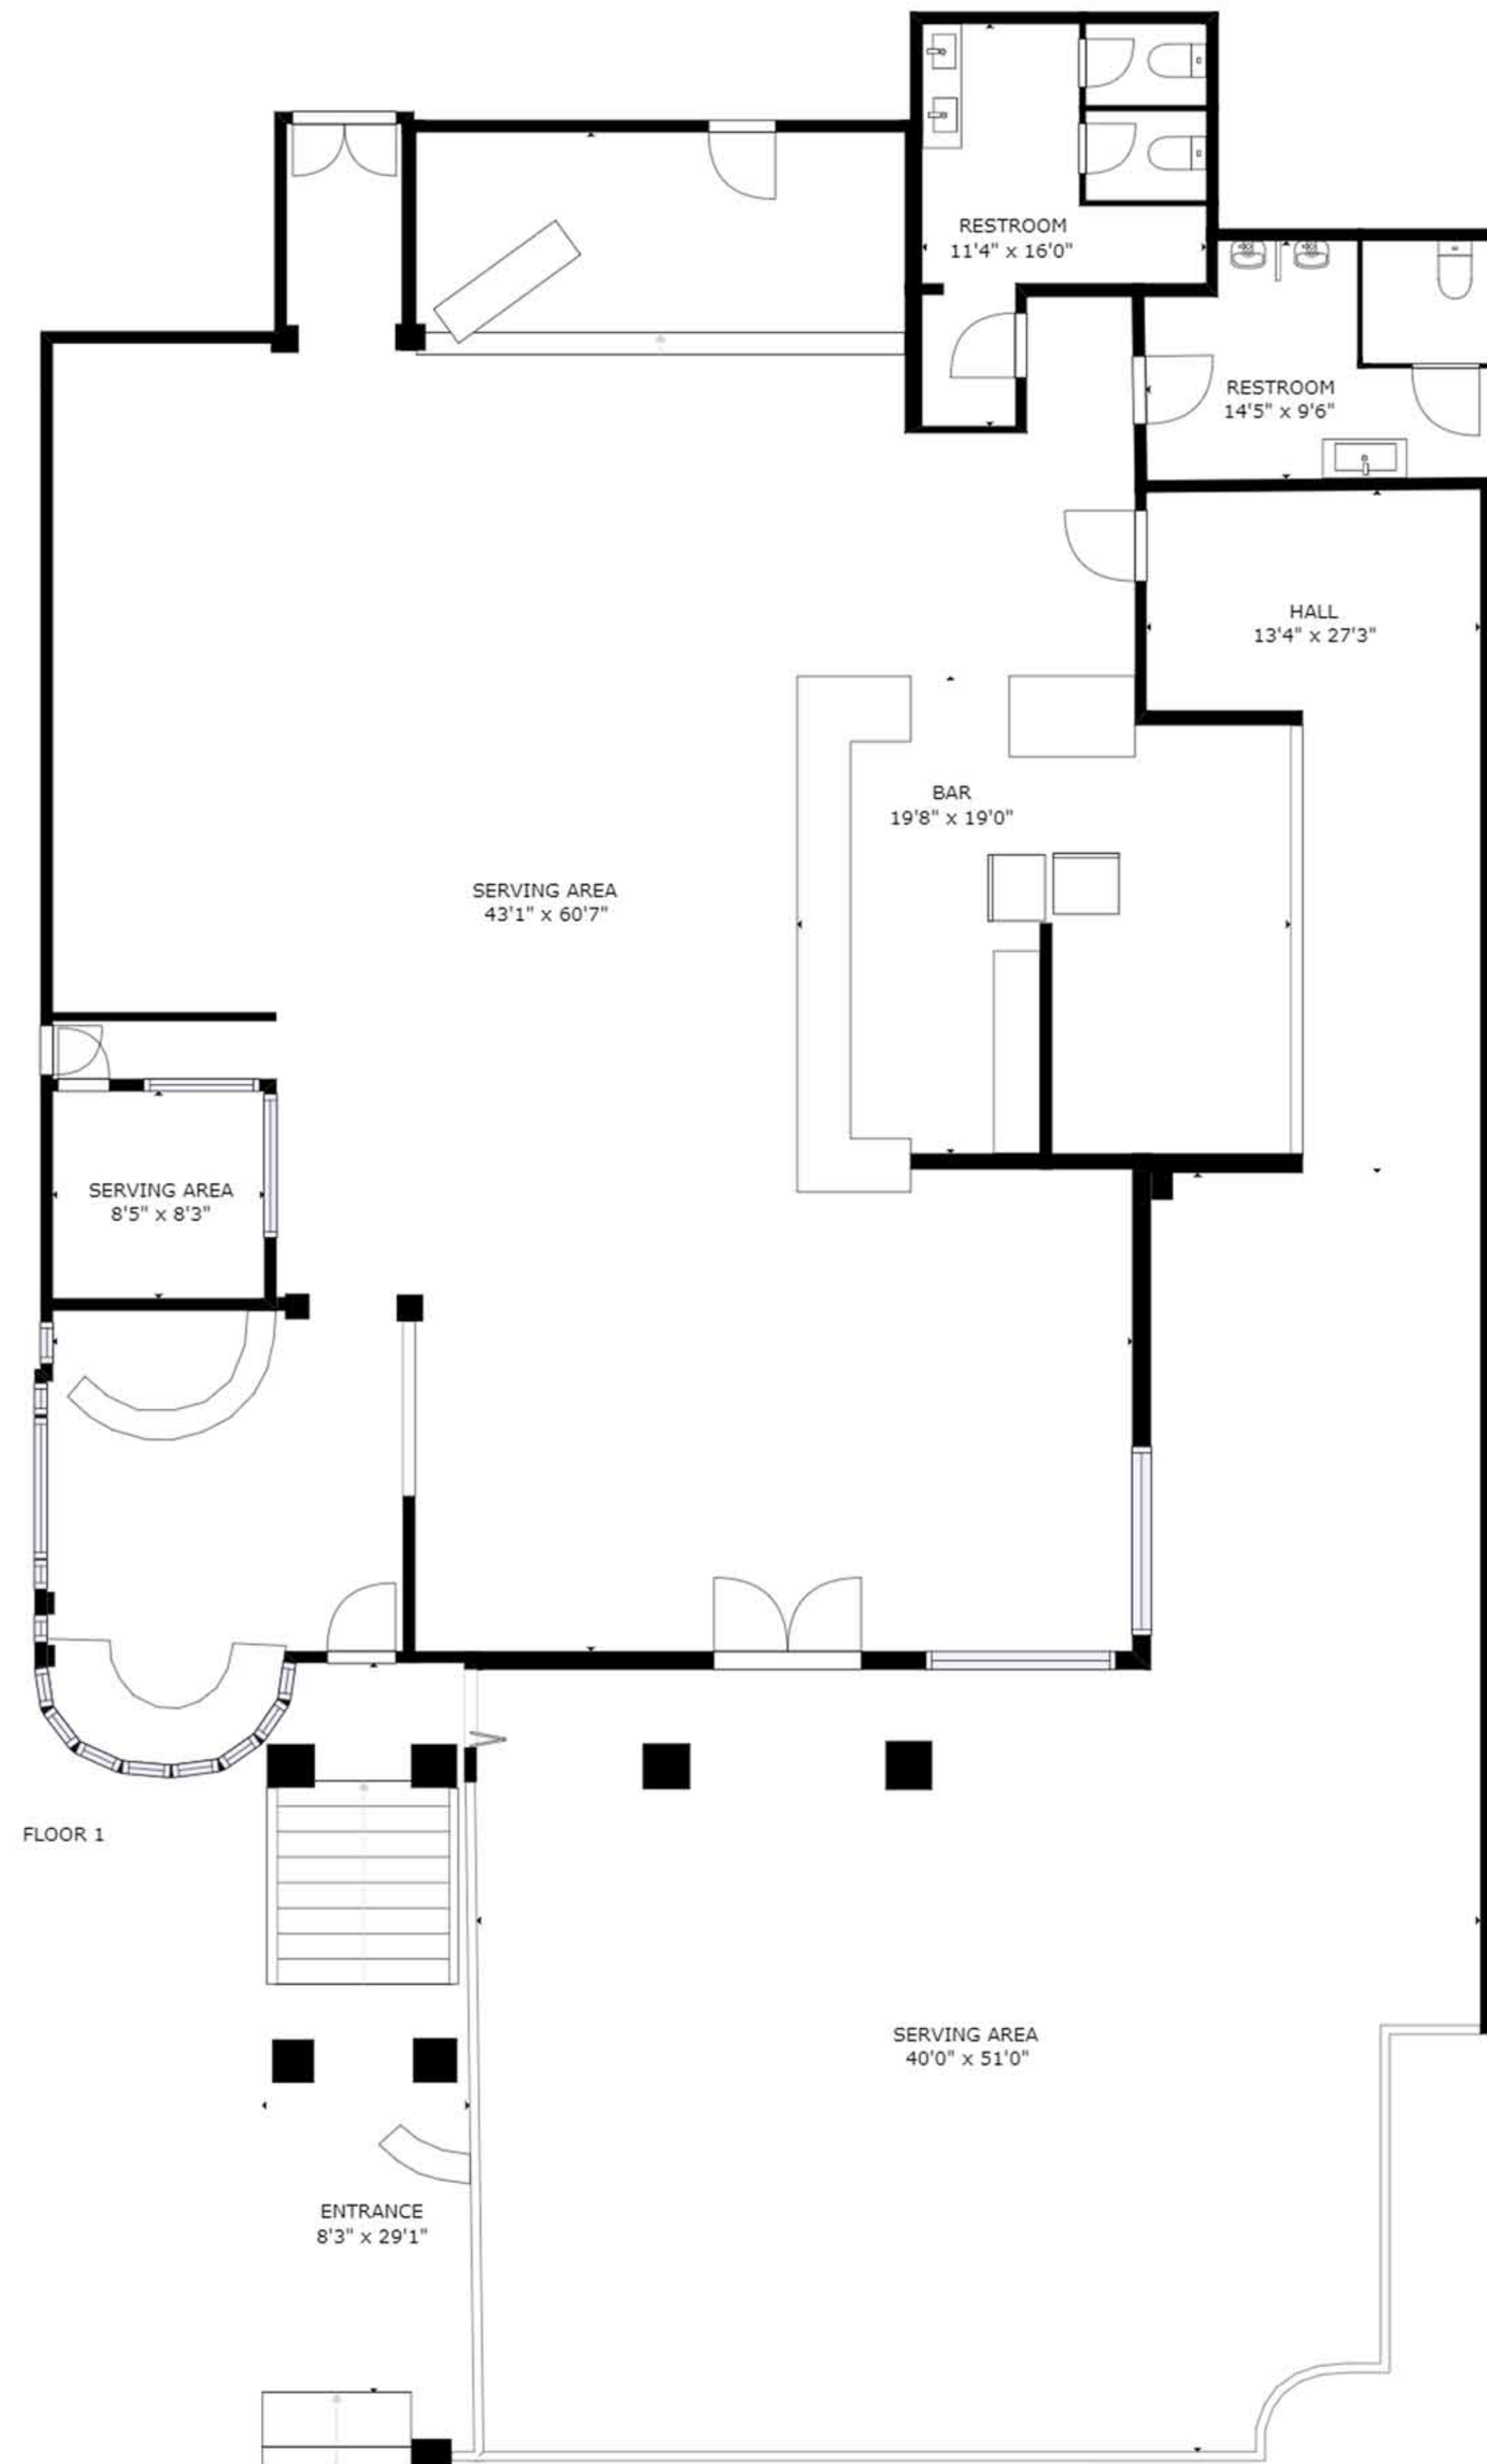 RESTROOM
11'4" x 16'0"
RESTROOM
14'5" x 9'6"
HALL
13'4" x 27'3"
BAR
19'8" x 19'0"
SERVING AREA
43'1" x 60'7"
SERVING AREA
8'5" x 8'3"
FLOOR 1
SERVING AREA
40'0" x 51'0"
ENTRANCE
8'3" x 29'1"